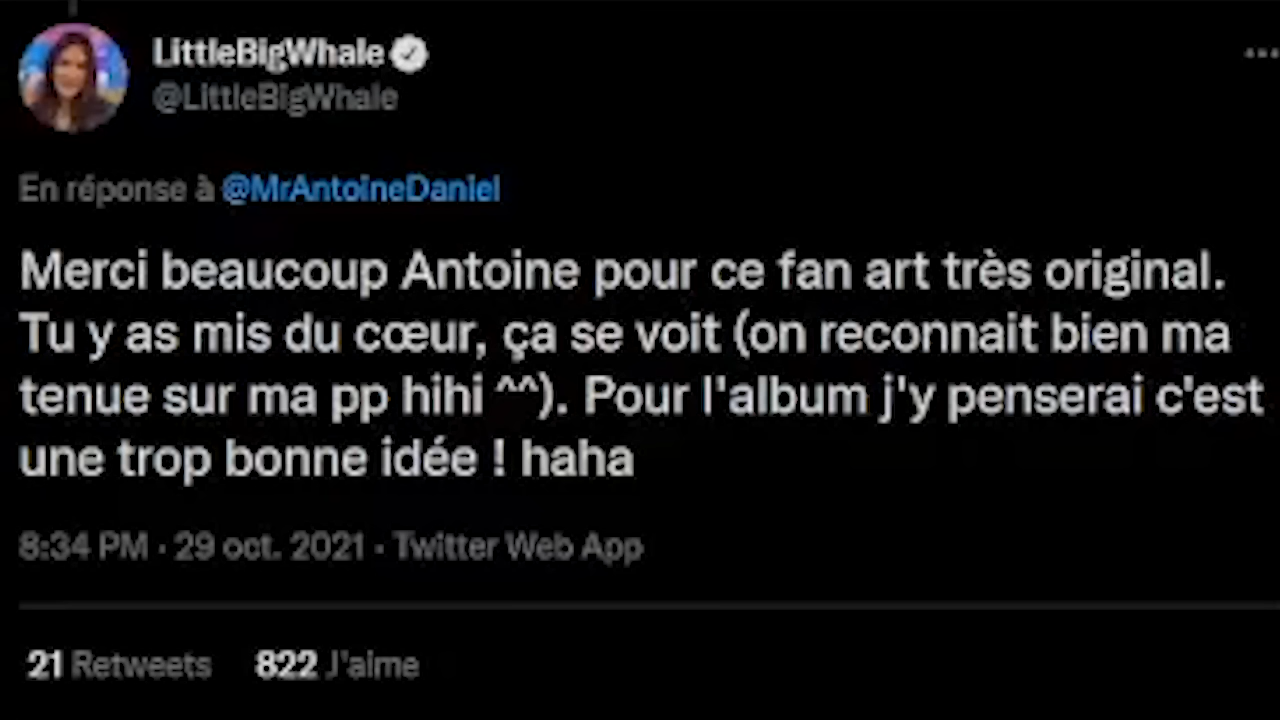 LittleBigWhale
@LittleBigWhale
En réponse à @MrAntoineDaniel
Merci beaucoup Antoine pour ce fan art très original.
Tu y as mis du cœur, ça se voit (on reconnait bien ma
tenue sur ma pp hihi ^^). Pour l'album j'y penserai c'est
une trop bonne idée ! haha
8:34 PM · 29 oct. 2021 · Twitter Web App
21 Retweets 822 J'aime